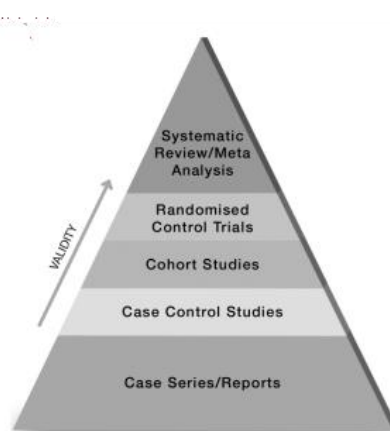 Systematic
Review/Meta
Analysis
Randomised
Control Trials
VALIDITY
Cohort Studies
Case Control Studies
Case Series/Reports